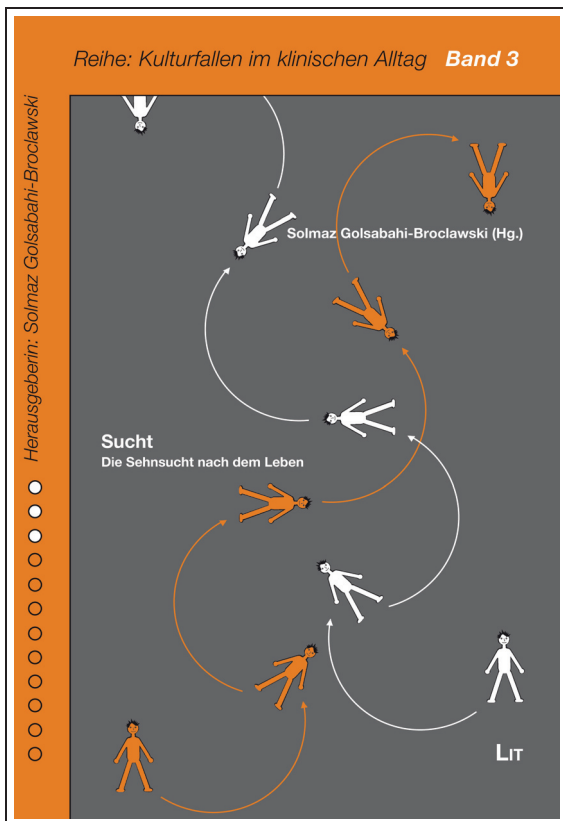 Reihe: Kulturfallen im klinischen Alltag Band 3
Herausgeberin: Solmaz Golsabahi-Broclawski
Solmaz Golsabahi-Broclawski (Hg.)
Sucht
Die Sehnsucht nach dem Leben
LIT